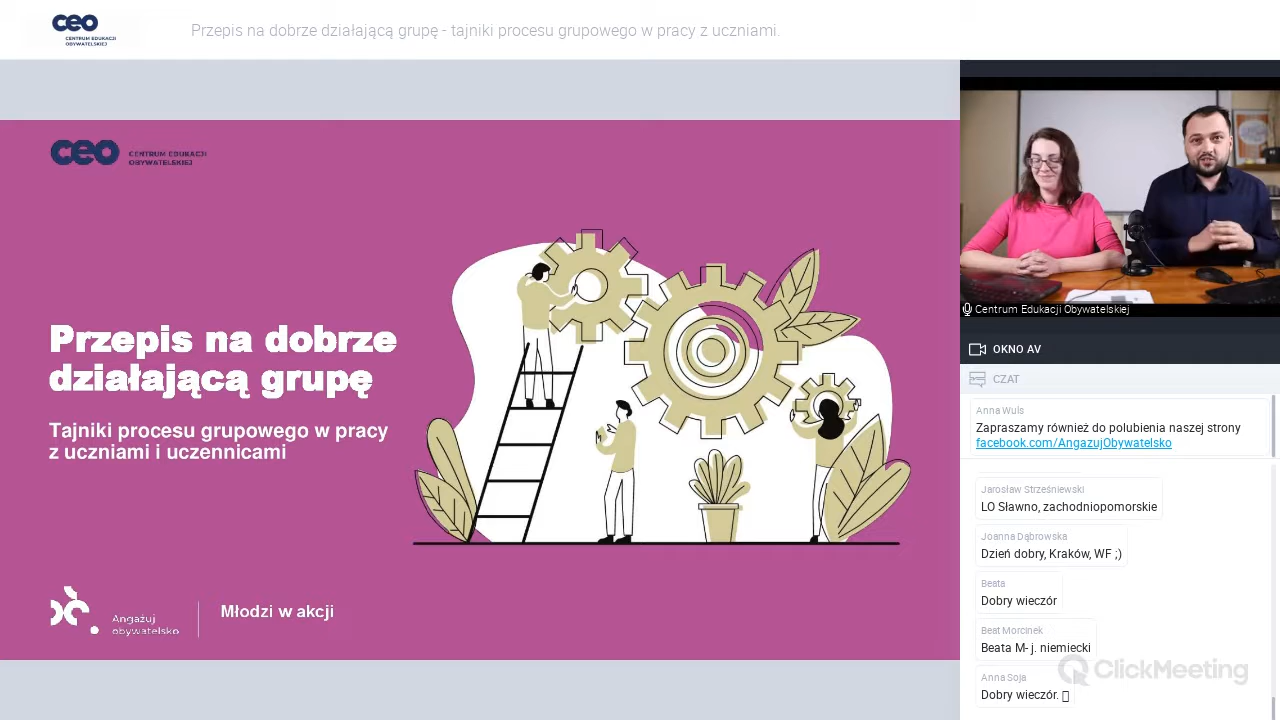 ceo
CENTRUM EDUKACJI
OBYWATELSKIEJ
Przepis na dobrze działającą grupę - tajniki procesu grupowego w pracy z uczniami.
ceo
CENTRUM EDUKACJI
OBYWATELSKIEJ
Przepis na dobrze
działającą grupę
Tajniki procesu grupowego w pracy
z uczniami i uczennicami
Angażuj
obywatelsko
Młodzi w akcji
Centrum Edukacji Obywatelskiej
OKNO AV
CZAT
Anna Wuls
Zapraszamy również do polubienia naszej strony
facebook.com/AngazujObywatelsko
Jarosław Strześniewski
LO Sławno, zachodniopomorskie
Joanna Dąbrowska
Dzień dobry, Kraków, WF ;)
Beata
Dobry wieczór
Beat Morcinek
Beata M- j. niemiecki
Anna Soja
Dobry wieczór.
ClickMeeting